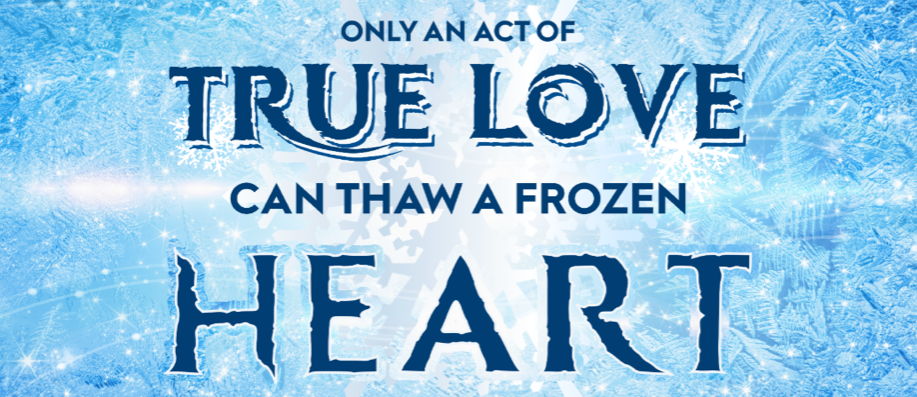 ONLY AN ACT OF
TRUE LOVE
CAN THAW A FROZEN
HEART